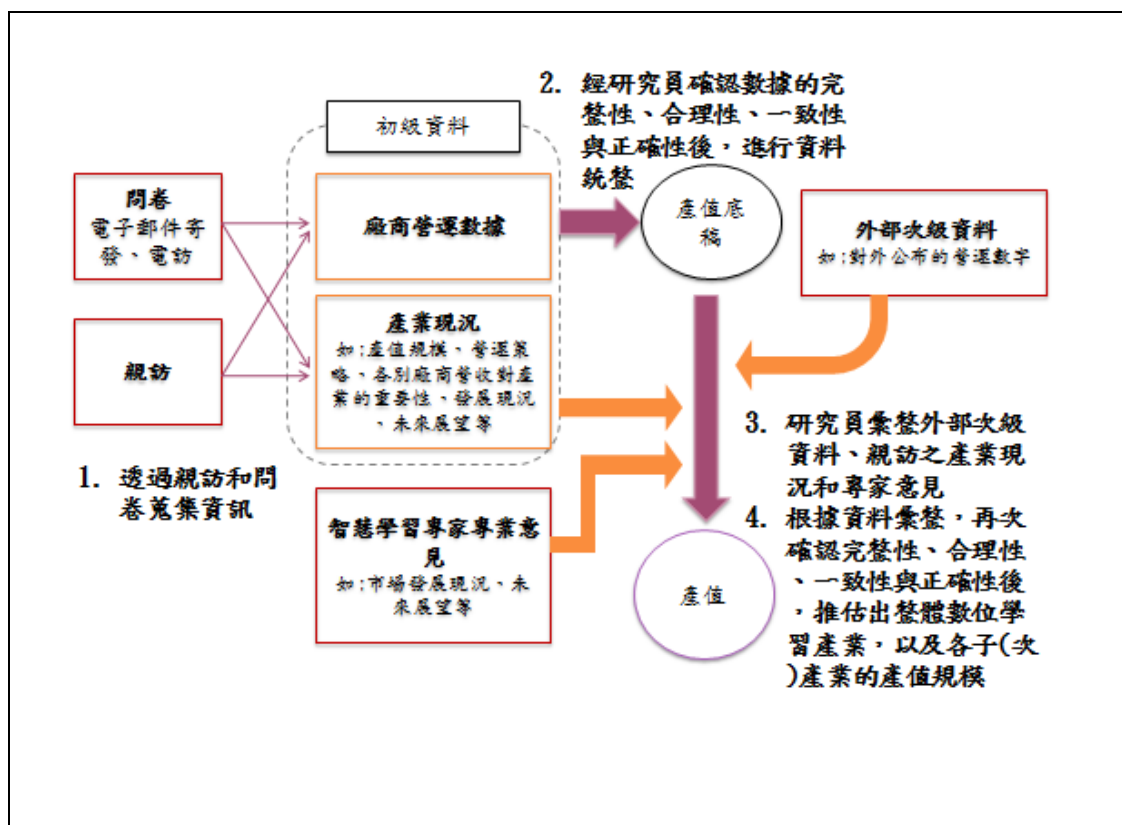 初級資料
問卷
電子郵件寄
發、電訪
親訪
1. 透過親訪和問
卷蒐集資訊
廠商營運數據
產業現況
如:產值規模、營運策
略、各別廠商營收對產
業的重要性、發展現況
、未來展望等
智慧學習專家專業意
見
如:市場發展現況、未
來展望等
2. 經研究員確認數據的完
整性、合理性、一致性
與正確性後，進行資料
統整
產值底
稿
外部次級資料
如:對外公布的營運數字
3. 研究員彙整外部次級
資料、親訪之產業現
況和專家意見
4. 根據資料彙整，再次
確認完整性、合理性
、一致性與正確性後
，推估出整體數位學
習產業，以及各子(次
)產業的產值規模
產值